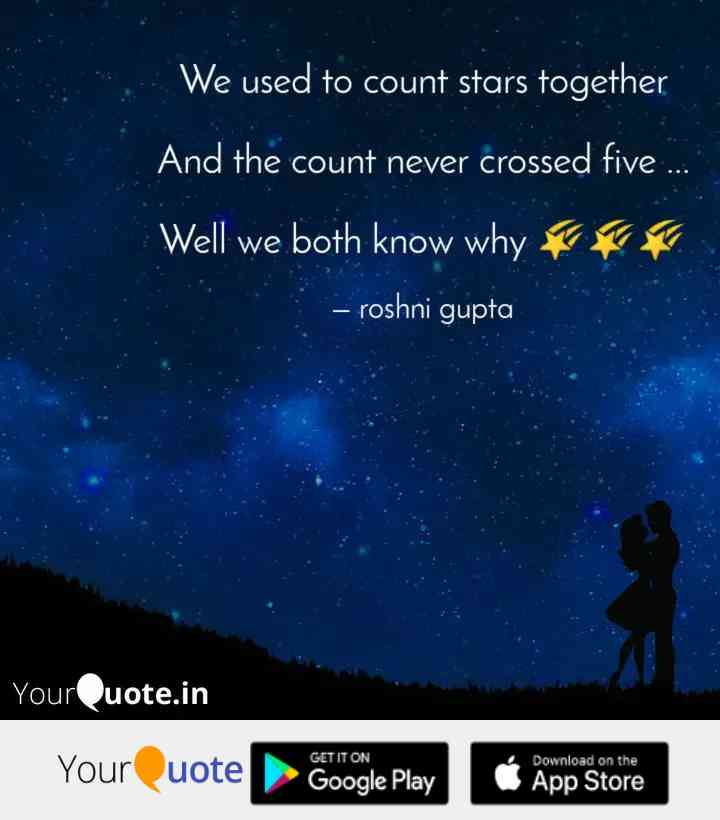 We used to count stars together
And the count never crossed five ...
Well we both know why 🌠🌠🌠
– roshni gupta
YourQuote.in
YourQuote
GET IT ON
Google Play
Download on the
App Store